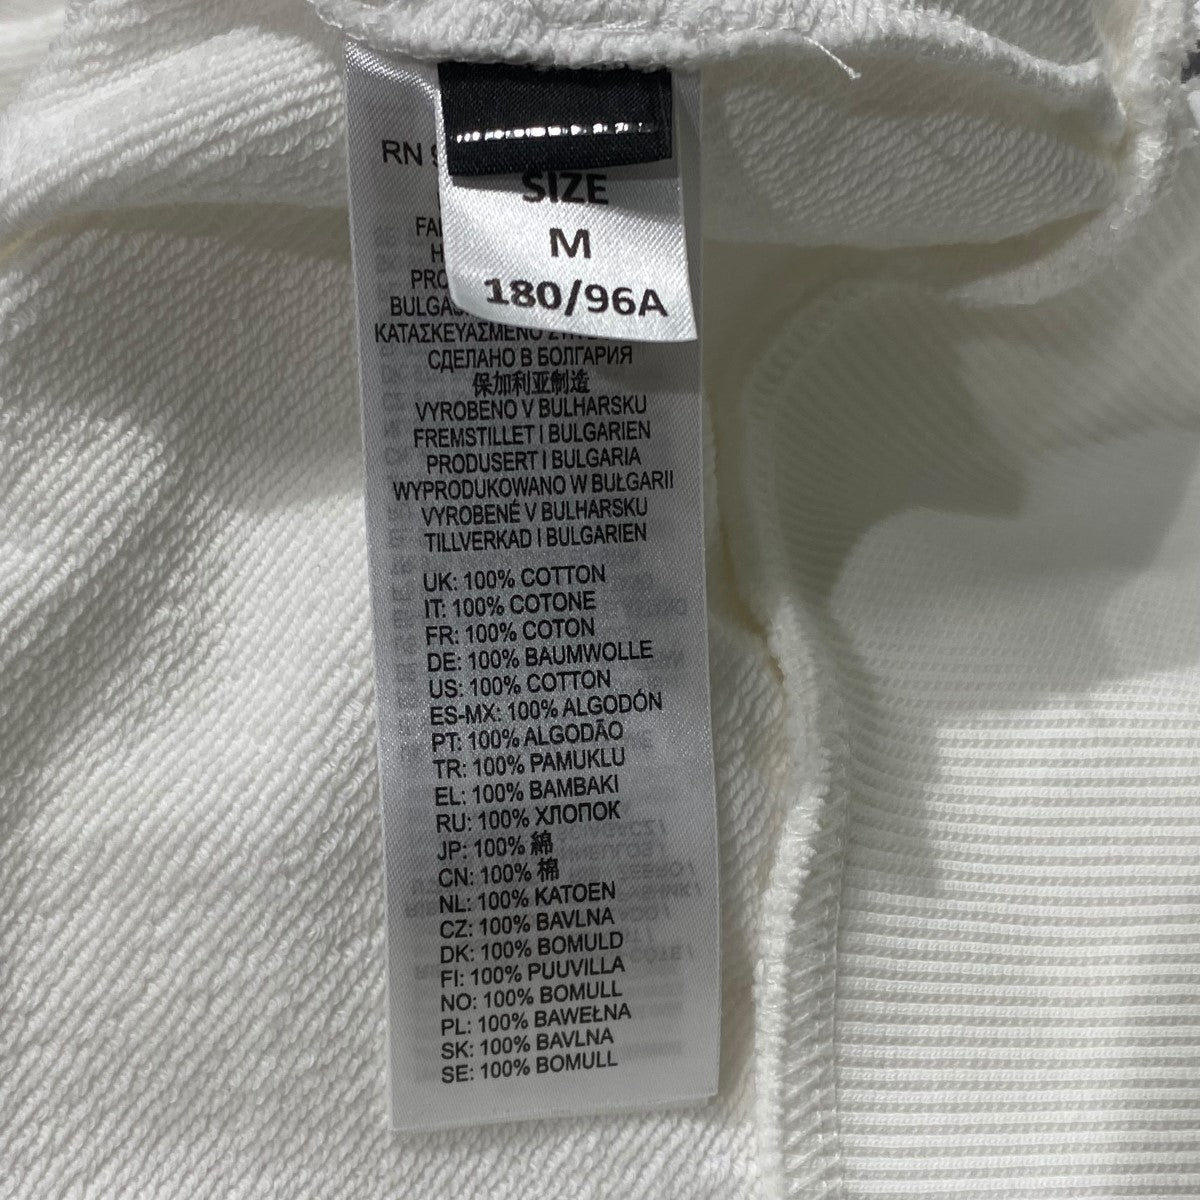 RN
SIZE
M
180/96A
СДЕЛАНО В БОЛГАРИЯ
保加利亚制造
VYROBENO V BULHARSKU
FREMSTILLET I BULGARIEN
PRODUSERT I BULGARIA
WYPRODUKOWANO W BUŁGARII
VYROBENÉ V BULHARSKU
TILLVERKAD I BULGARIEN
UK: 100% COTTON
IT: 100% COTONE
FR: 100% COTON
DE: 100% BAUMWOLLE
US: 100% COTTON
ES-MX: 100% ALGODÓN
PT: 100% ALGODÃO
TR: 100% PAMUKLU
EL: 100% BAMBAKI
RU: 100% ХЛОПОК
JP: 100% 綿
CN: 100% 棉
NL: 100% KATOEN
CZ: 100% BAVLNA
DK: 100% BOMULD
FI: 100% PUUVILLA
NO: 100% BOMULL
PL: 100% BAWEŁNA
SK: 100% BAVLNA
SE: 100% BOMULL